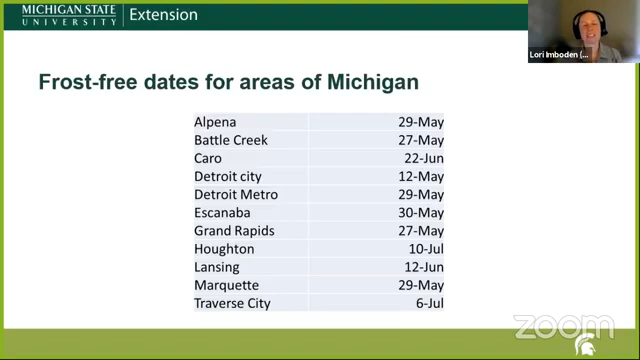 MICHIGAN STATE
UNIVERSITY
Extension
Lori Imboden (...
Frost-free dates for areas of Michigan
Alpena 29-May
Battle Creek 27-May
Caro 22-Jun
Detroit city 12-May
Detroit Metro 29-May
Escanaba 30-May
Grand Rapids 27-May
Houghton 10-Jul
Lansing 12-Jun
Marquette 29-May
Traverse City 6-Jul
zoom